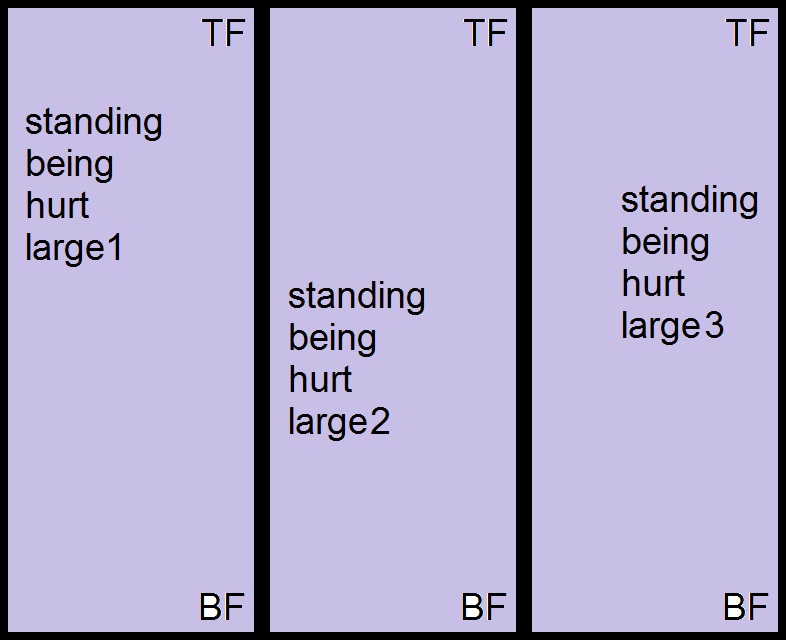 TF
standing
being
hurt
large1
BF
TF
standing
being
hurt
large2
BF
TF
standing
being
hurt
large3
BF